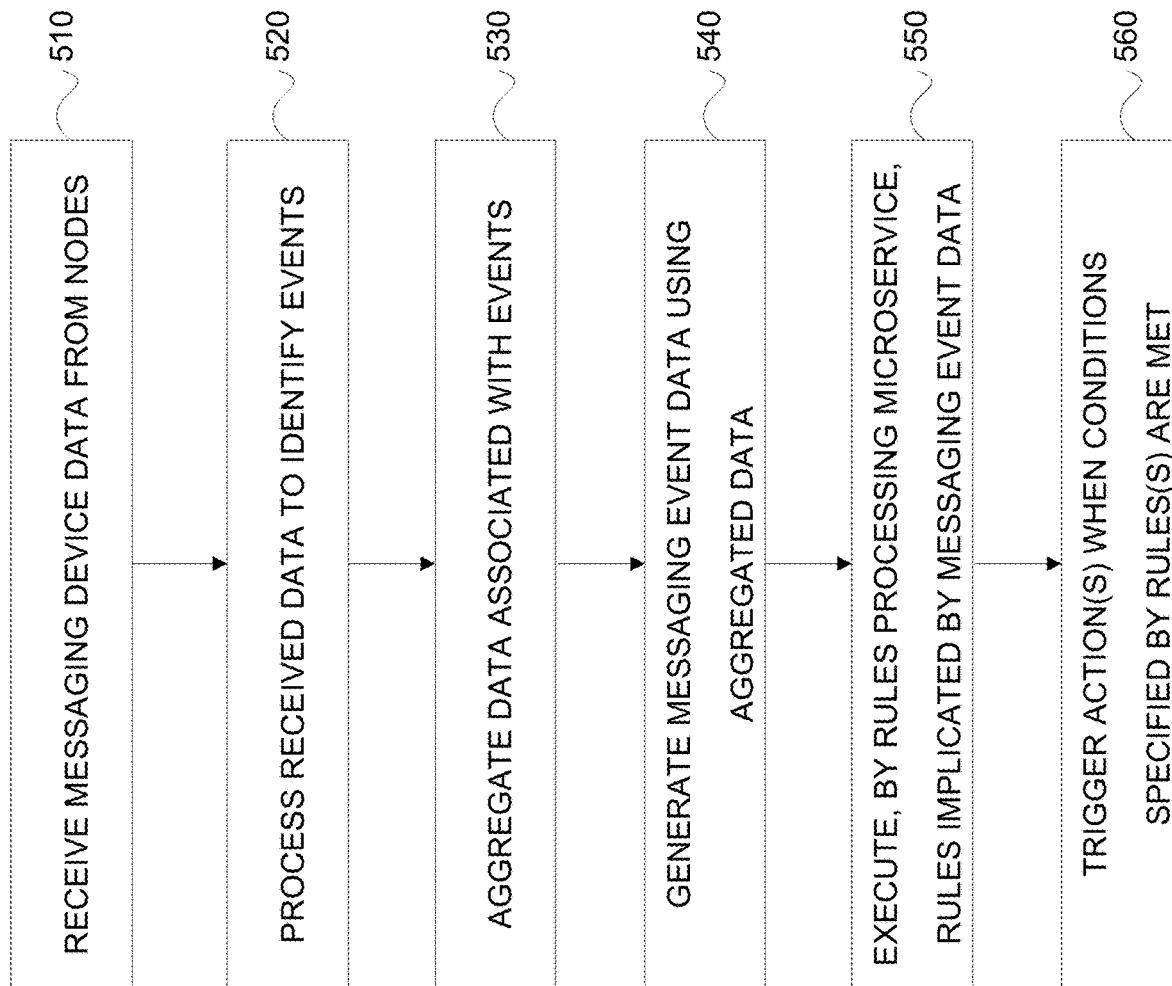 RECEIVE MESSAGING DEVICE DATA FROM NODES
510
PROCESS RECEIVED DATA TO IDENTIFY EVENTS
520
AGGREGATE DATA ASSOCIATED WITH EVENTS
530
GENERATE MESSAGING EVENT DATA USING
AGGREGATED DATA
540
EXECUTE, BY RULES PROCESSING MICROSERVICE,
RULES IMPLICATED BY MESSAGING EVENT DATA
550
TRIGGER ACTION(S) WHEN CONDITIONS
SPECIFIED BY RULES(S) ARE MET
560